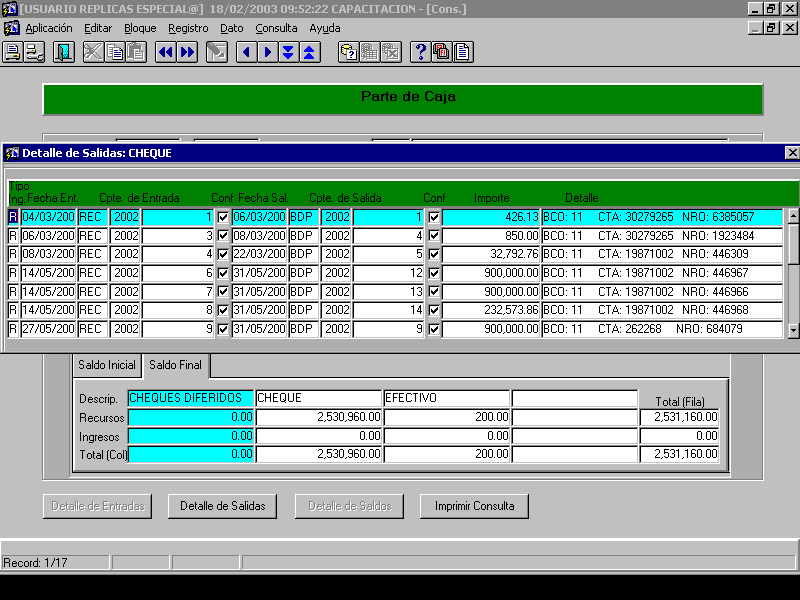 [USUARIO REPLICAS ESPECIAL@] 18/02/2003 09:52:22 CAPACITACION - [Cons.]
Aplicación Editar Bloque Registro Dato Consulta Ayuda
Parte de Caja
Detalle de Salidas: CHEQUE
Tipo
Ing. Fecha Ent Cpte. de Entrada Conf Fecha Sal. Cpte. de Salida Conf Importe Detalle
R 04/03/200 REC 2002 1 06/03/200 BDP 2002 1 426.13 BCO: 11 CTA: 30279265 NRO: 6385057
R 06/03/200 REC 2002 3 08/03/200 BDP 2002 4 850.00 BCO: 11 CTA: 30279265 NRO: 1923484
R 08/03/200 REC 2002 4 22/03/200 BDP 2002 5 32,792.76 BCO: 11 CTA: 19871002 NRO: 446309
R 14/05/200 REC 2002 6 31/05/200 BDP 2002 12 900,000.00 BCO: 11 CTA: 19871002 NRO: 446967
R 14/05/200 REC 2002 7 31/05/200 BDP 2002 13 900,000.00 BCO: 11 CTA: 19871002 NRO: 446966
R 14/05/200 REC 2002 8 31/05/200 BDP 2002 14 232,573.86 BCO: 11 CTA: 19871002 NRO: 446968
R 27/05/200 REC 2002 9 31/05/200 BDP 2002 9 900,000.00 BCO: 11 CTA: 262268 NRO: 684079
Saldo Inicial Saldo Final
Descrip. CHEQUES DIFERIDOS CHEQUE EFECTIVO Total (Fila)
Recursos 0.00 2,530,960.00 200.00 2,531,160.00
Ingresos 0.00 0.00 0.00 0.00
Total (Col) 0.00 2,530,960.00 200.00 2,531,160.00
Detalle de Entradas Detalle de Salidas Detalle de Saldos Imprimir Consulta
Record: 1/17